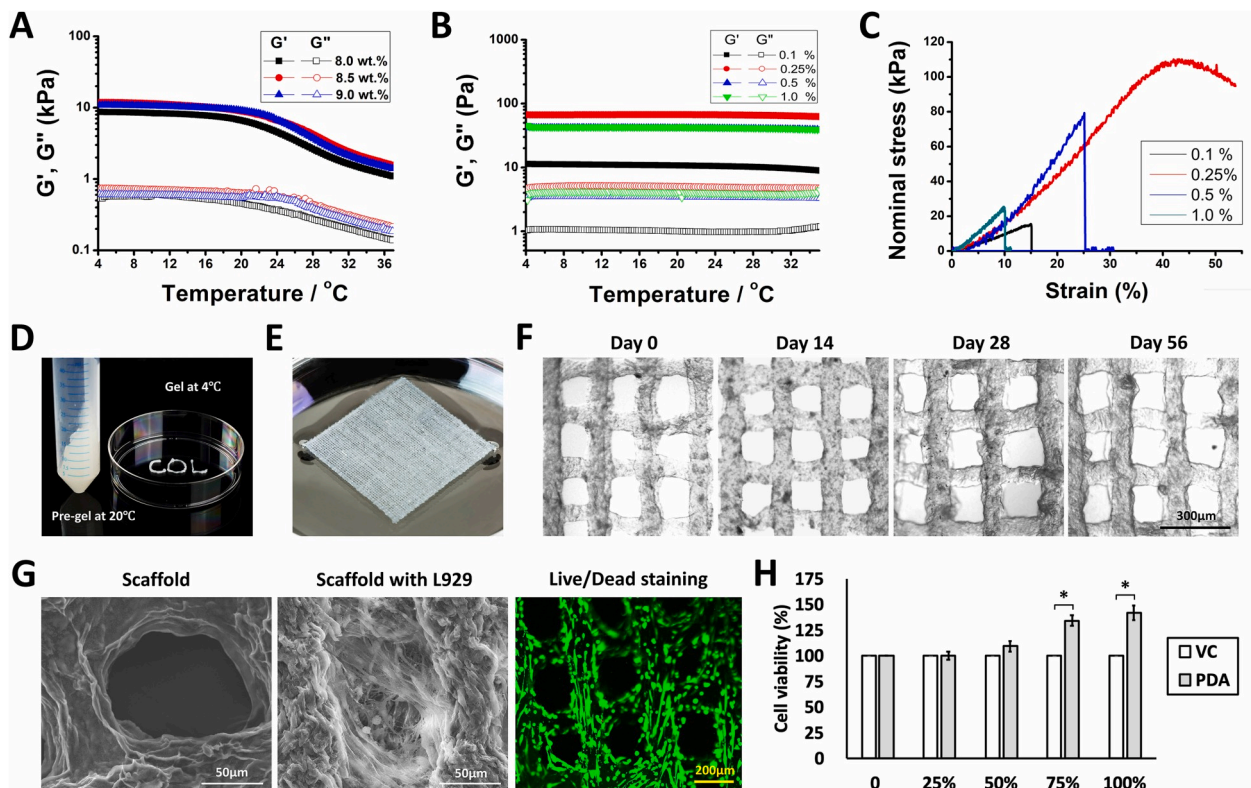 A
G', G" (kPa)
100
10
1
0.1
4 8 12 16 20 24 28 32 36
Temperature / °C
G' G"
8.0 wt.%
8.5 wt.%
9.0 wt.%
B
G', G" (Pa)
1000
100
10
1
4 8 12 16 20 24 28 32
Temperature / °C
G' G"
0.1 %
0.25%
0.5 %
1.0 %
C
Nominal stress (kPa)
120
100
80
60
40
20
0
0 10 20 30 40 50
Strain (%)
0.1 %
0.25%
0.5 %
1.0 %
D
Gel at 4℃
COL
Pre-gel at 20℃
E
F
Day 0 Day 14 Day 28 Day 56
300μm
G
Scaffold
50μm
Scaffold with L929
50μm
Live/Dead staining
200μm
H
Cell viability (%)
175
150
125
100
75
50
25
0
* *
0 25% 50% 75% 100%
VC
PDA